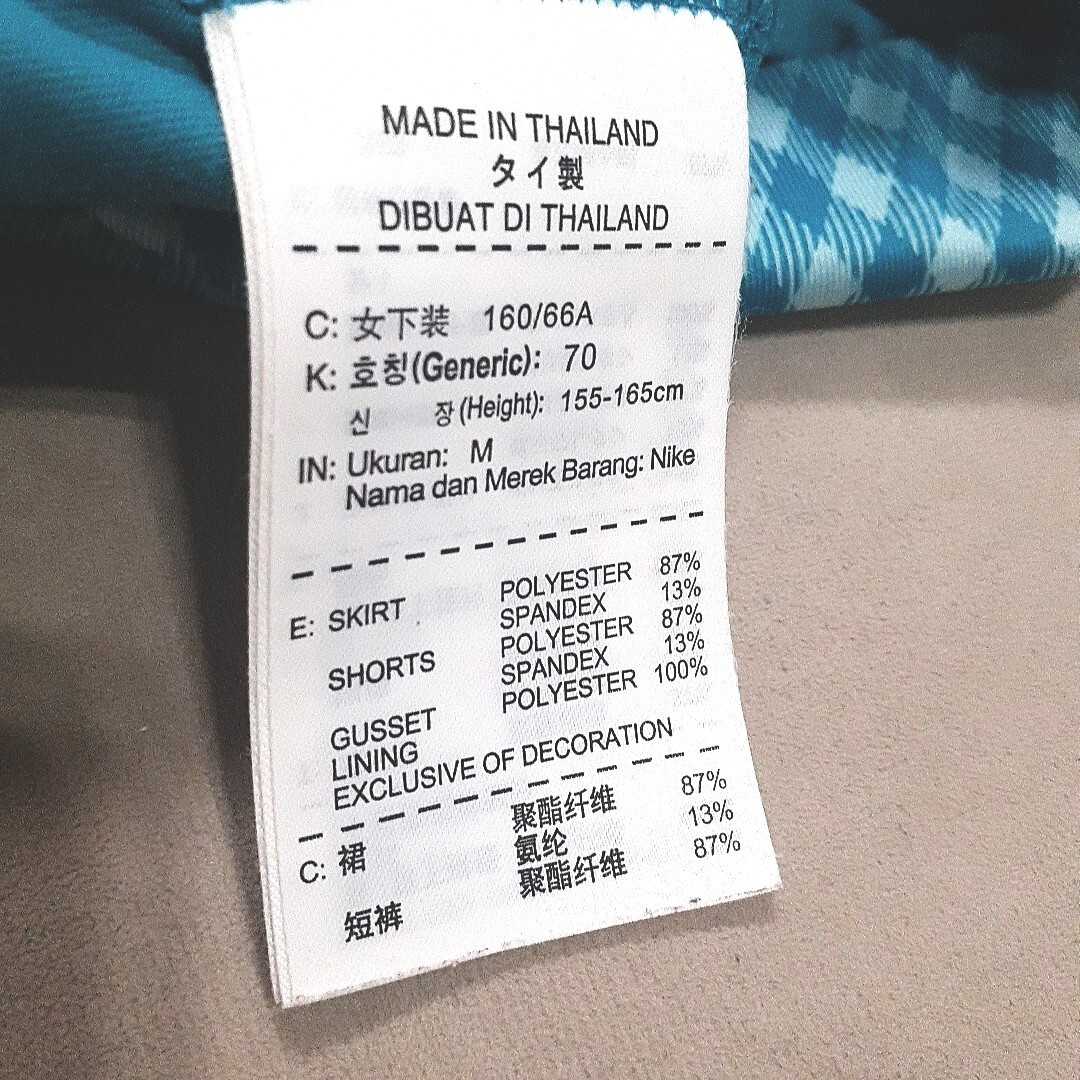 MADE IN THAILAND
タイ製
DIBUAT DI THAILAND
C: 女下装 160/66A
K: 호칭(Generic): 70
신 장 (Height): 155-165cm
IN: Ukuran: M
Nama dan Merek Barang: Nike
E: SKIRT POLYESTER 87%
SPANDEX 13%
SHORTS POLYESTER 87%
SPANDEX 13%
GUSSET POLYESTER 100%
LINING
EXCLUSIVE OF DECORATION
C: 裙 聚酯纤维 87%
氨纶 13%
短裤 聚酯纤维 87%